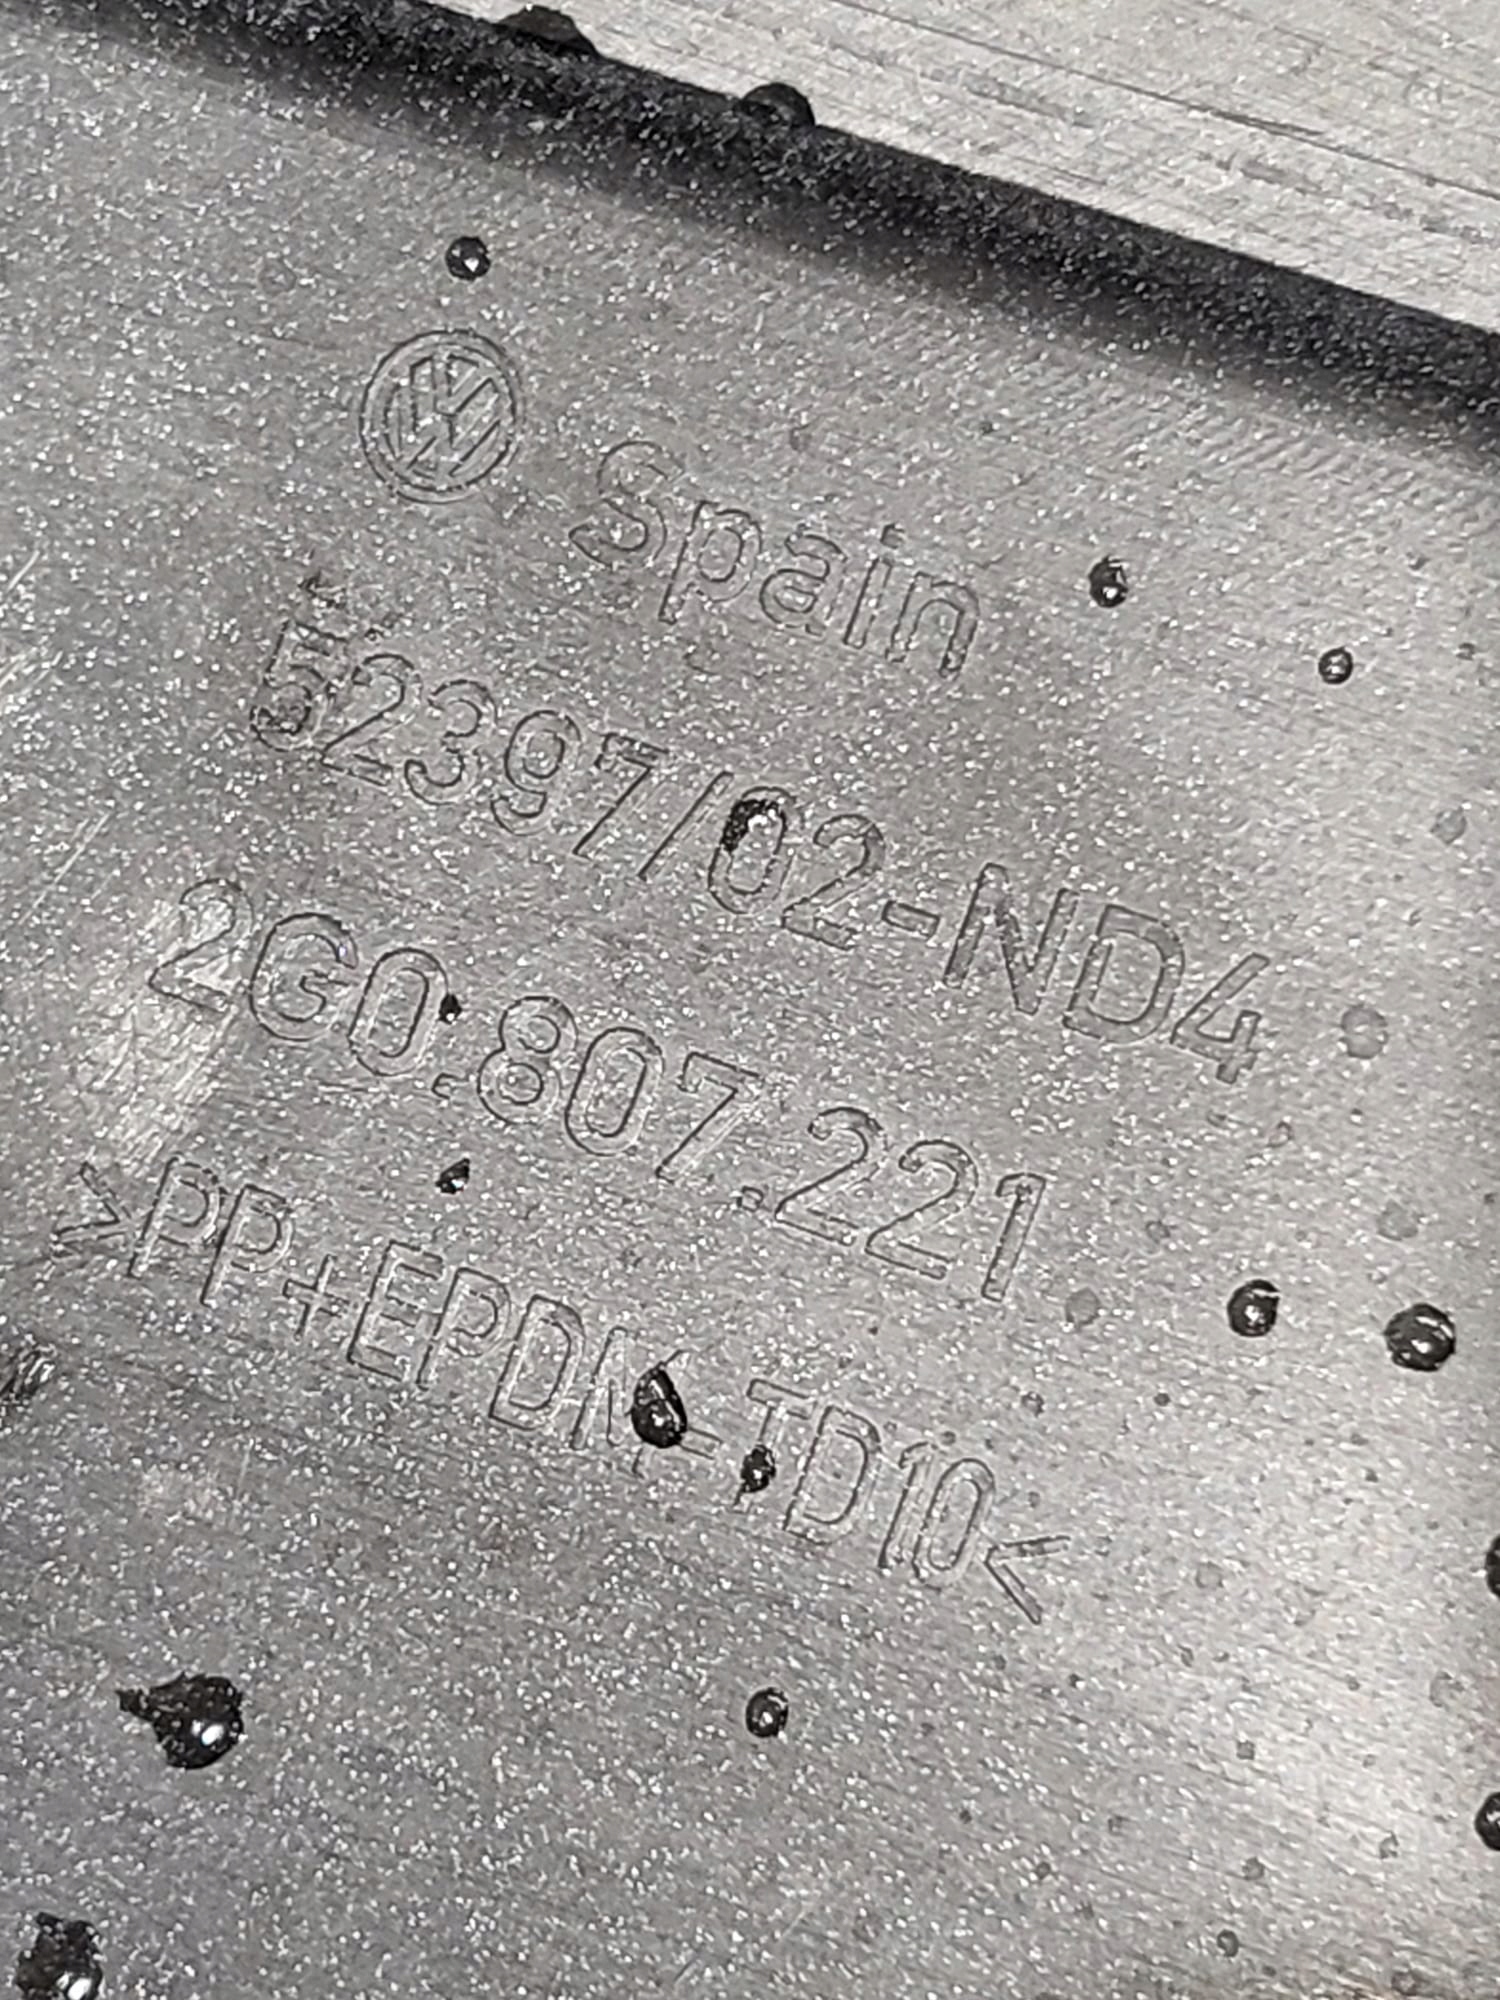 Spain
52397/02-ND4
2G0.807.221
>PP+EPDM-TD10<